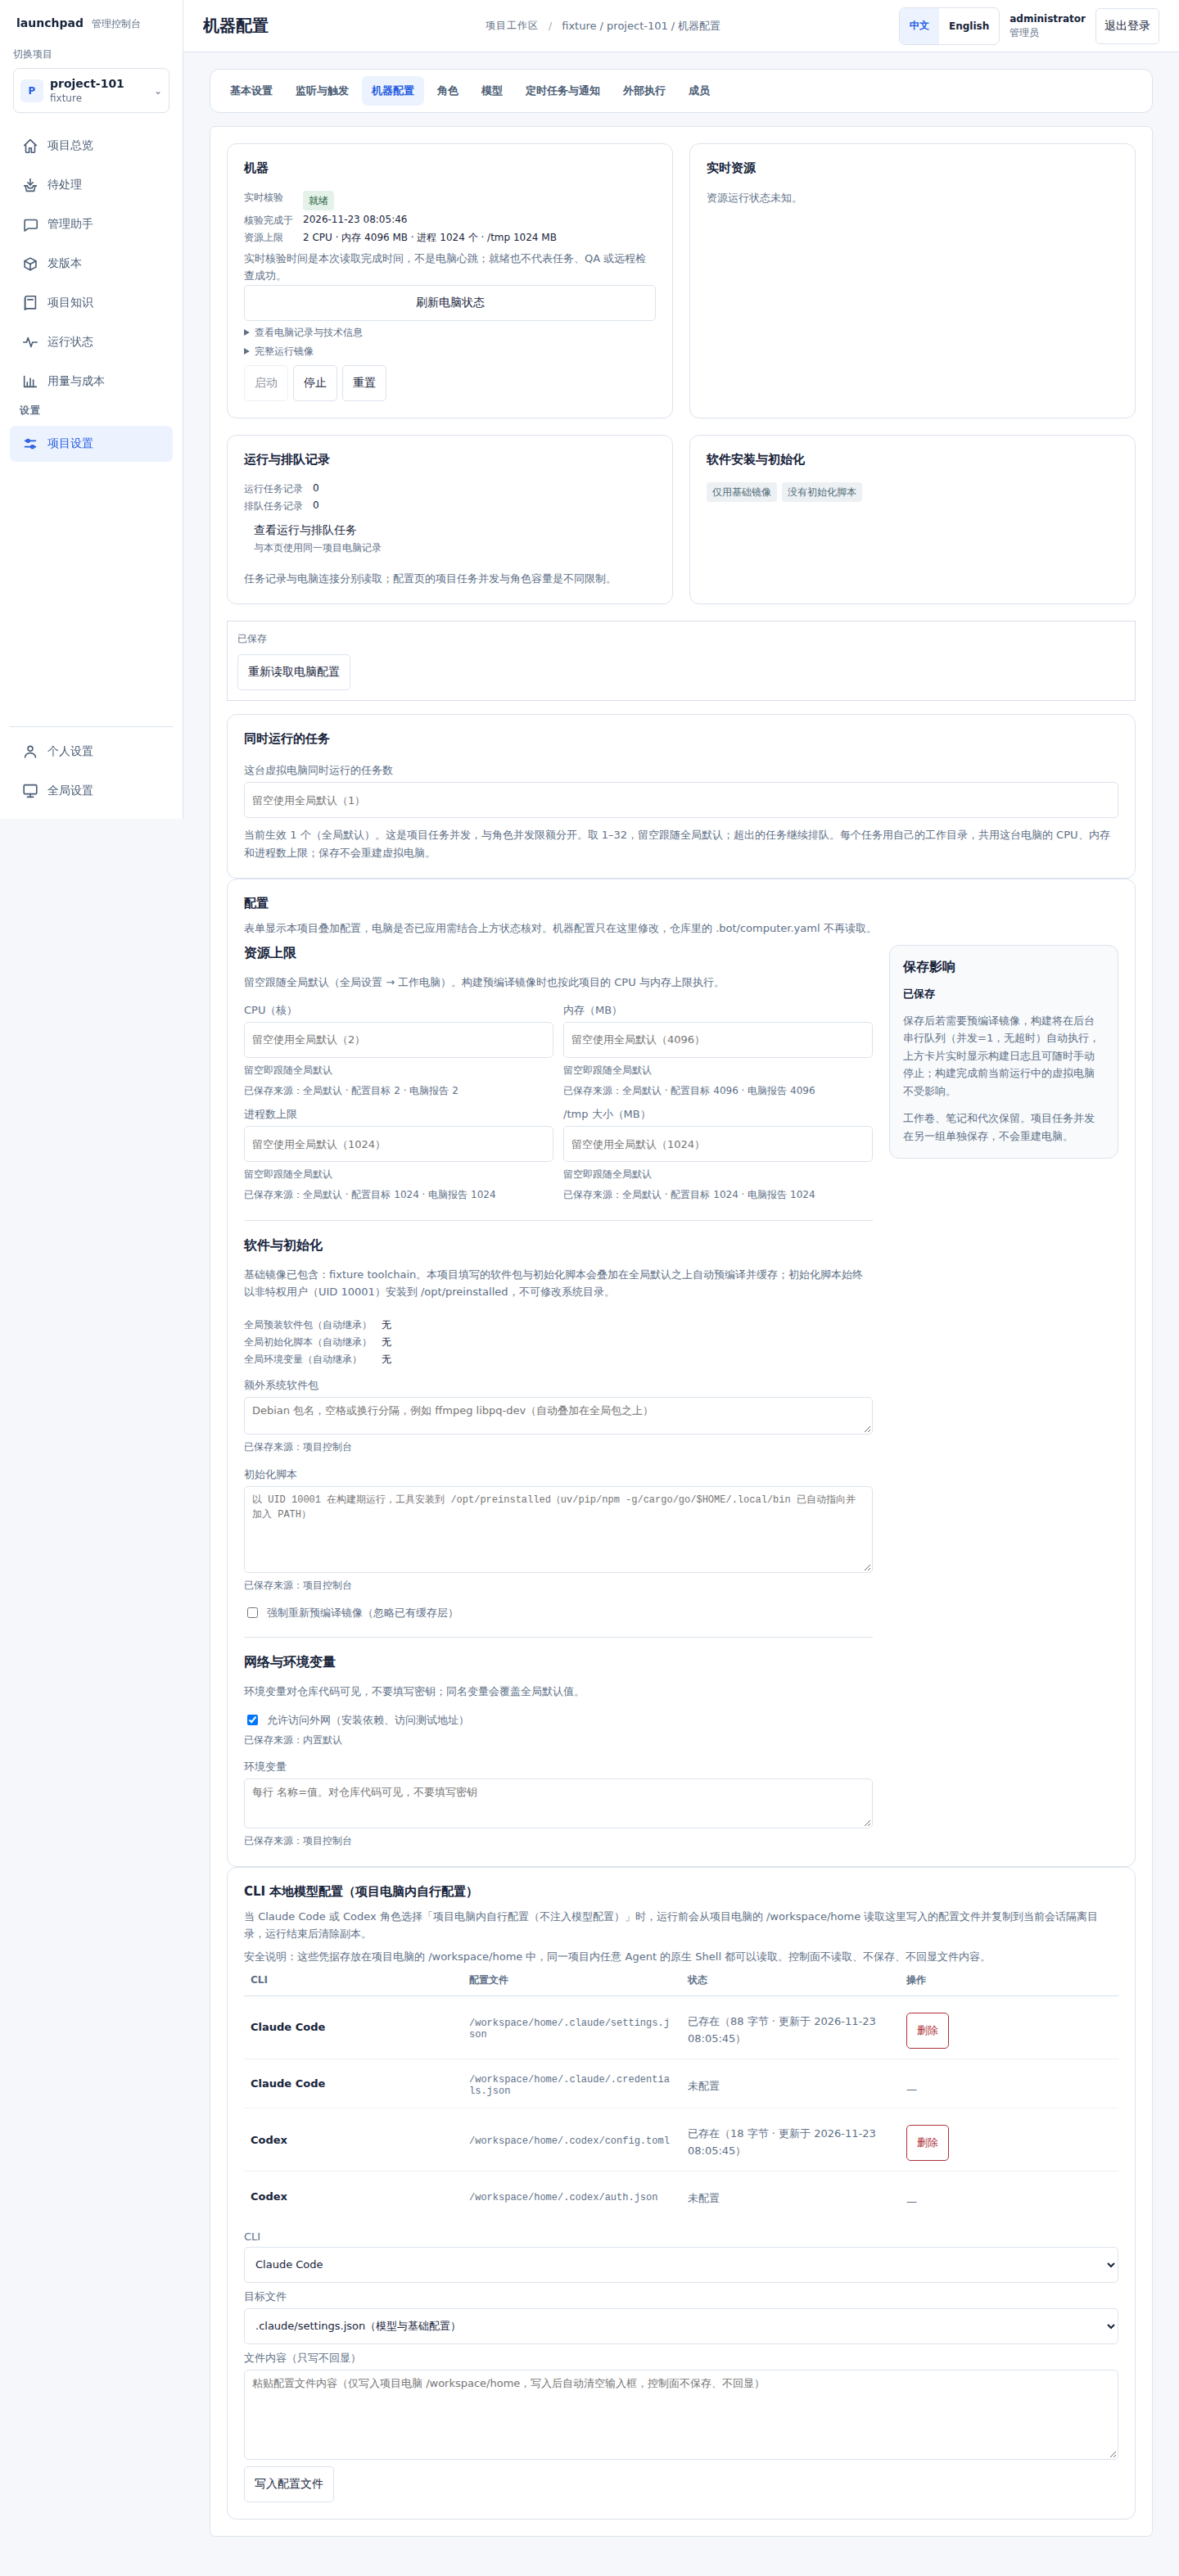 launchpad 管理控制台
切换项目
P project-101
fixture
项目总览
待处理
管理助手
发版本
项目知识
运行状态
用量与成本
设置
项目设置
个人设置
全局设置
机器配置
项目工作区 / fixture / project-101 / 机器配置
中文 English
administrator
管理员
退出登录
基本设置 监听与触发 机器配置 角色 模型 定时任务与通知 外部执行 成员
机器
实时核验 就绪
核验完成于 2026-11-23 08:05:46
资源上限 2 CPU · 内存 4096 MB · 进程 1024 个 · /tmp 1024 MB
实时核验时间是本次读取完成时间，不是电脑心跳；就绪也不代表任务、QA 或远程检
查成功。
刷新电脑状态
查看电脑记录与技术信息
完整运行镜像
启动 停止 重置
实时资源
资源运行状态未知。
运行与排队记录
运行任务记录 0
排队任务记录 0
查看运行与排队任务
与本页使用同一项目电脑记录
任务记录与电脑连接分别读取；配置页的项目任务并发与角色容量是不同限制。
软件安装与初始化
仅用基础镜像 没有初始化脚本
已保存
重新读取电脑配置
同时运行的任务
这台虚拟电脑同时运行的任务数
留空使用全局默认（1）
当前生效 1 个（全局默认）。这是项目任务并发，与角色并发限额分开。取 1–32，留空跟随全局默认；超出的任务继续排队。每个任务用自己的工作目录，共用这台电脑的 CPU、内存
和进程数上限；保存不会重建虚拟电脑。
配置
表单显示本项目叠加配置，电脑是否已应用需结合上方状态核对。机器配置只在这里修改，仓库里的 .bot/computer.yaml 不再读取。
资源上限
留空跟随全局默认（全局设置 → 工作电脑）。构建预编译镜像时也按此项目的 CPU 与内存上限执行。
CPU（核） 内存（MB）
留空使用全局默认（2） 留空使用全局默认（4096）
留空即跟随全局默认 留空即跟随全局默认
已保存来源：全局默认 · 配置目标 2 · 电脑报告 2 已保存来源：全局默认 · 配置目标 4096 · 电脑报告 4096
进程数上限 /tmp 大小（MB）
留空使用全局默认（1024） 留空使用全局默认（1024）
留空即跟随全局默认 留空即跟随全局默认
已保存来源：全局默认 · 配置目标 1024 · 电脑报告 1024 已保存来源：全局默认 · 配置目标 1024 · 电脑报告 1024
保存影响
已保存
保存后若需要预编译镜像，构建将在后台
串行队列（并发=1，无超时）自动执行，
上方卡片实时显示构建日志且可随时手动
停止；构建完成前当前运行中的虚拟电脑
不受影响。
工作卷、笔记和代次保留。项目任务并发
在另一组单独保存，不会重建电脑。
软件与初始化
基础镜像已包含：fixture toolchain。本项目填写的软件包与初始化脚本会叠加在全局默认之上自动预编译并缓存；初始化脚本始终
以非特权用户（UID 10001）安装到 /opt/preinstalled，不可修改系统目录。
全局预装软件包（自动继承） 无
全局初始化脚本（自动继承） 无
全局环境变量（自动继承） 无
额外系统软件包
Debian 包名，空格或换行分隔，例如 ffmpeg libpq-dev（自动叠加在全局包之上）
已保存来源：项目控制台
初始化脚本
以 UID 10001 在构建期运行，工具安装到 /opt/preinstalled（uv/pip/npm -g/cargo/go/$HOME/.local/bin 已自动指向并
加入 PATH）
已保存来源：项目控制台
强制重新预编译镜像（忽略已有缓存层）
网络与环境变量
环境变量对仓库代码可见，不要填写密钥；同名变量会覆盖全局默认值。
允许访问外网（安装依赖、访问测试地址）
已保存来源：内置默认
环境变量
每行 名称=值。对仓库代码可见，不要填写密钥
已保存来源：项目控制台
CLI 本地模型配置（项目电脑内自行配置）
当 Claude Code 或 Codex 角色选择「项目电脑内自行配置（不注入模型配置）」时，运行前会从项目电脑的 /workspace/home 读取这里写入的配置文件并复制到当前会话隔离目
录，运行结束后清除副本。
安全说明：这些凭据存放在项目电脑的 /workspace/home 中，同一项目内任意 Agent 的原生 Shell 都可以读取。控制面不读取、不保存、不回显文件内容。
CLI 配置文件 状态 操作
Claude Code /workspace/home/.claude/settings.j
son 已存在（88 字节 · 更新于 2026-11-23
08:05:45） 删除
Claude Code /workspace/home/.claude/.credentia
ls.json 未配置 —
Codex /workspace/home/.codex/config.toml 已存在（18 字节 · 更新于 2026-11-23
08:05:45） 删除
Codex /workspace/home/.codex/auth.json 未配置 —
CLI
Claude Code
目标文件
.claude/settings.json（模型与基础配置）
文件内容（只写不回显）
粘贴配置文件内容（仅写入项目电脑 /workspace/home，写入后自动清空输入框，控制面不保存、不回显）
写入配置文件